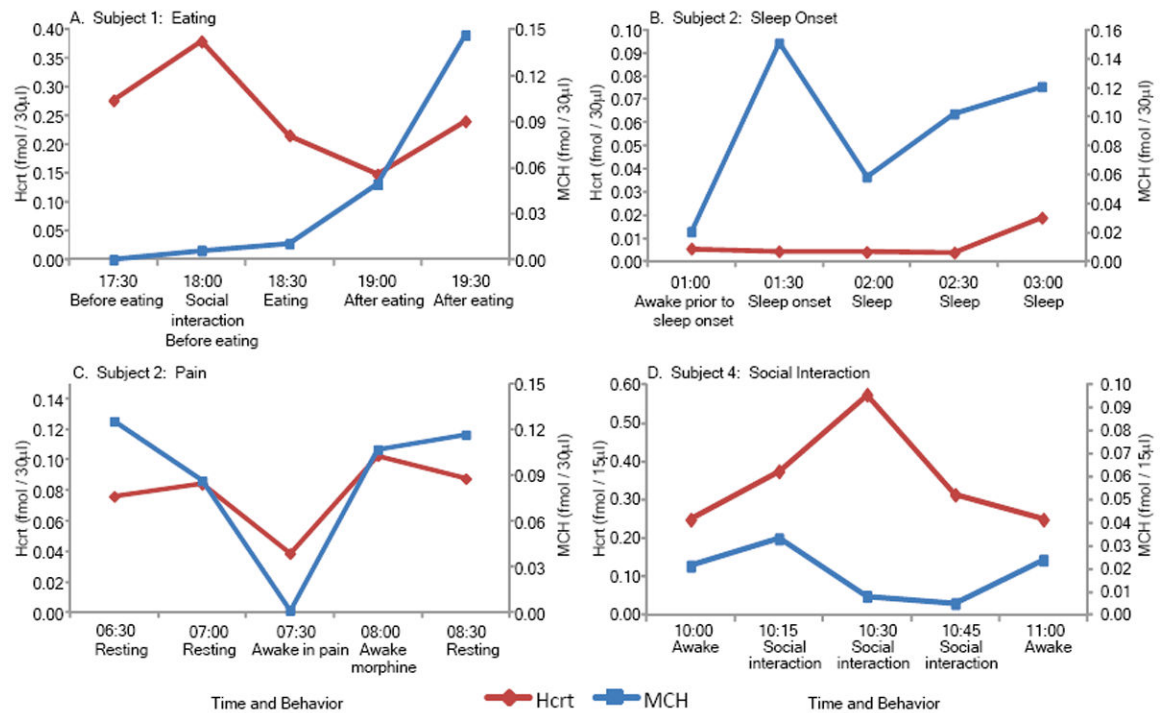 A. Subject 1: Eating
0.40
0.35
0.30
0.25
0.20
0.15
0.10
0.05
0.00
Hcrt (fmol / 30µl)
0.15
0.12
0.09
0.06
0.03
0.00
MCH (fmol / 30µl)
17:30 18:00 18:30 19:00 19:30
Before eating Social Eating After eating After eating
interaction
Before eating
B. Subject 2: Sleep Onset
0.10
0.09
0.08
0.07
0.06
0.05
0.04
0.03
0.02
0.01
0.00
Hcrt (fmol / 30µl)
0.16
0.14
0.12
0.10
0.08
0.06
0.04
0.02
0.00
MCH (fmol / 30µl)
01:00 01:30 02:00 02:30 03:00
Awake prior to Sleep onset Sleep Sleep Sleep
sleep onset
C. Subject 2: Pain
0.14
0.12
0.10
0.08
0.06
0.04
0.02
0.00
Hcrt (fmol / 30µl)
0.15
0.12
0.09
0.06
0.03
0.00
MCH (fmol / 30µl)
06:30 07:00 07:30 08:00 08:30
Resting Resting Awake in pain Awake Resting
morphine
Time and Behavior
D. Subject 4: Social Interaction
0.60
0.50
0.40
0.30
0.20
0.10
0.00
Hcrt (fmol / 15µl)
0.10
0.09
0.08
0.07
0.06
0.05
0.04
0.03
0.02
0.01
0.00
MCH (fmol / 15µl)
10:00 10:15 10:30 10:45 11:00
Awake Social Social Social Awake
interaction interaction interaction
Time and Behavior
Hcrt MCH